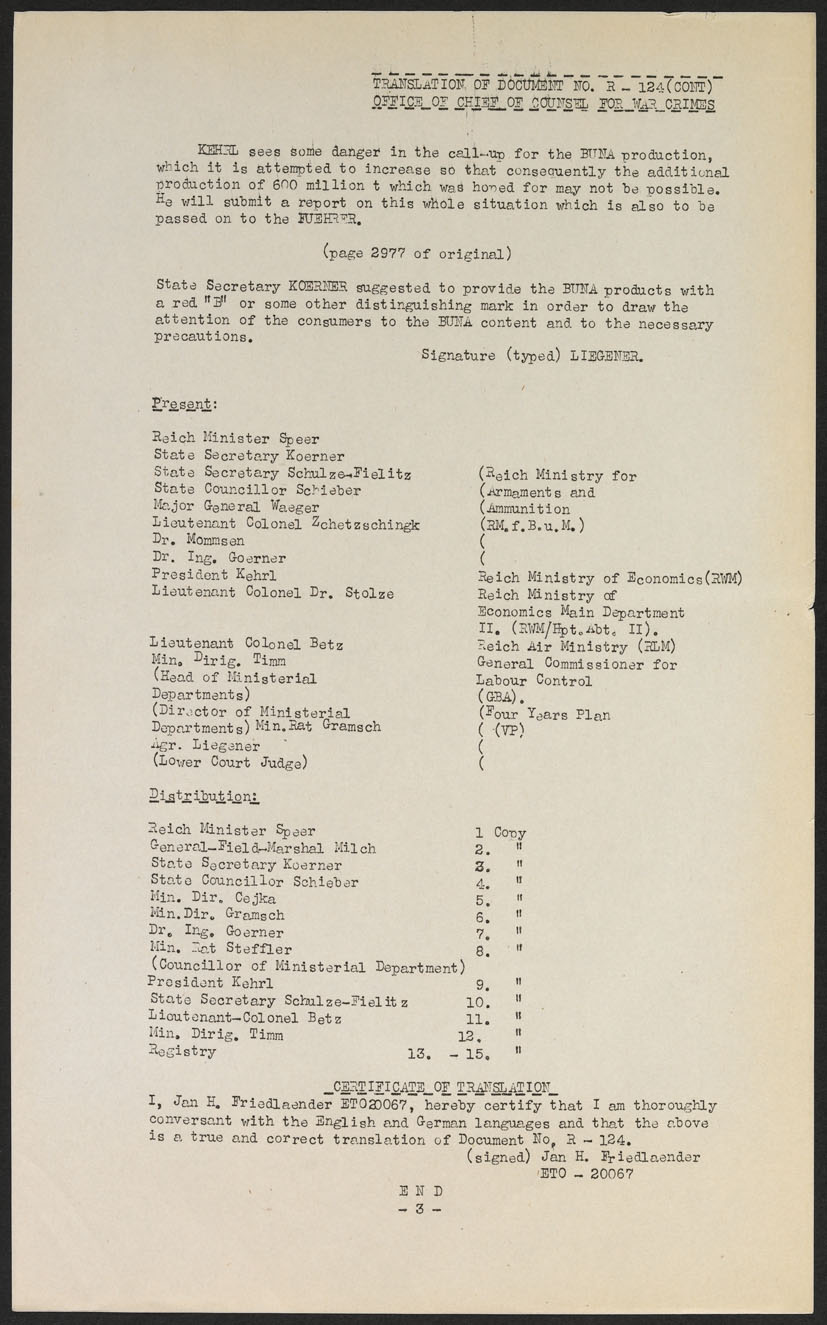 TRANSLATION OF DOCUMENT NO. R - 124(CONT)
OFFICE OF CHIEF OF COUNSEL FOR WAR CRIMES
KEHRL sees some danger in the call-up for the BUNA production,
which it is attempted to increase so that consequently the additional
production of 600 million t which was hoped for may not be possible.
He will submit a report on this whole situation which is also to be
passed on to the FUEHRER.
(page 2977 of original)
State Secretary KOERNER suggested to provide the BUNA products with
a red "B" or some other distinguishing mark in order to draw the
attention of the consumers to the BUNA content and to the necessary
precautions.
Signature (typed) LIEGENER.
Present:
Reich Minister Speer
State Secretary Koerner
State Secretary Schulze-Fielitz (Reich Ministry for
State Councillor Schieber (Armaments and
Major General Waeger (Ammunition
Lieutenant Colonel Zchetzschingk (RM.f.B.u.M.)
Dr. Mommsen (
Dr. Ing. Goerner (
President Kehrl Reich Ministry of Economics(RWM)
Lieutenant Colonel Dr. Stolze Reich Ministry of
Economics Main Department
II. (RWM/Hpt.Abt. II).
Lieutenant Colonel Betz Reich Air Ministry (RLM)
Min. Dirig. Timm General Commissioner for
(Head of Ministerial Labour Control
Departments) (GBA).
(Director of Ministerial (Four Years Plan
Departments) Min.Rat Gramsch ( (VP)
Agr. Liegener (
(Lower Court Judge) (
Distribution:
Reich Minister Speer 1 Copy
General-Field-Marshal Milch 2. "
State Secretary Koerner 3. "
State Councillor Schieber 4. "
Min. Dir. Cejka 5. "
Min.Dir. Gramsch 6. "
Dr. Ing. Goerner 7. "
Min. Rat Steffler 8. "
(Councillor of Ministerial Department)
President Kehrl 9. "
State Secretary Schulze-Fielitz 10. "
Lieutenant-Colonel Betz 11. "
Min. Dirig. Timm 12. "
Registry 13. - 15. "
CERTIFICATE OF TRANSLATION
I, Jan H. Friedlaender ETO20067, hereby certify that I am thoroughly
conversant with the English and German languages and that the above
is a true and correct translation of Document No. R - 124.
(signed) Jan H. Friedlaender
ETO - 20067
E N D
- 3 -